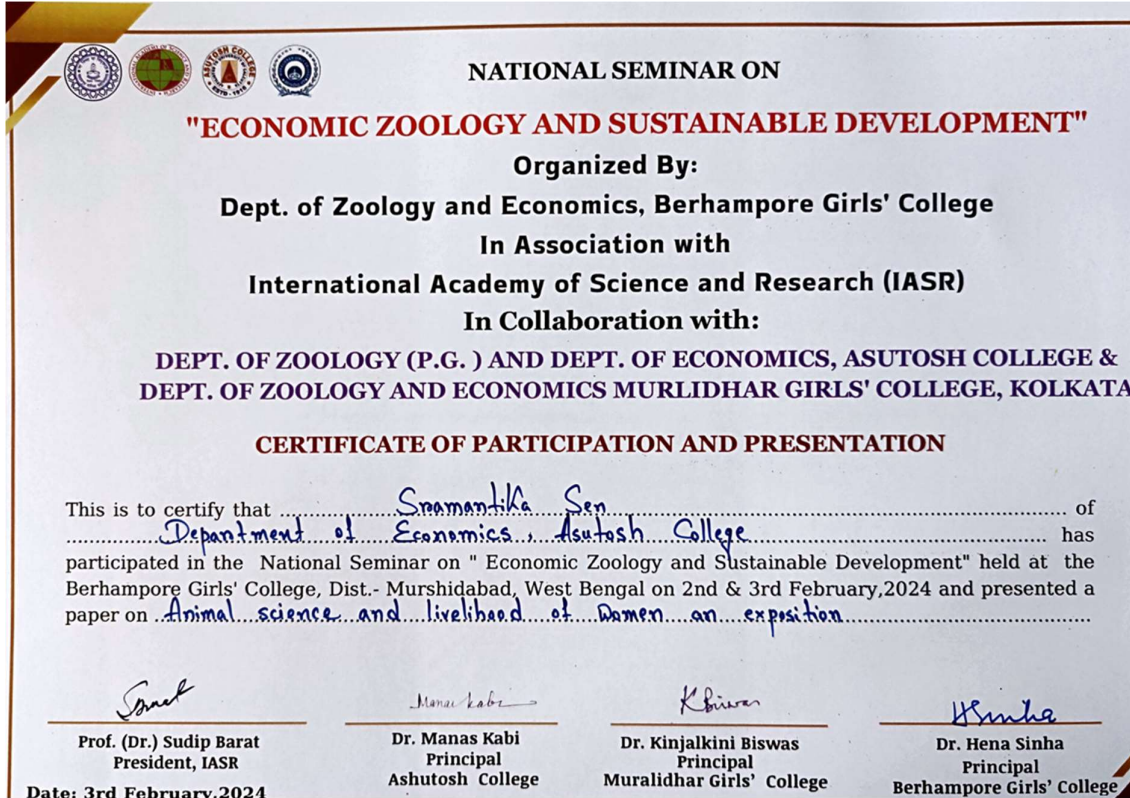 NATIONAL SEMINAR ON
"ECONOMIC ZOOLOGY AND SUSTAINABLE DEVELOPMENT"
Organized By:
Dept. of Zoology and Economics, Berhampore Girls' College
In Association with
International Academy of Science and Research (IASR)
In Collaboration with:
DEPT. OF ZOOLOGY (P.G. ) AND DEPT. OF ECONOMICS, ASUTOSH COLLEGE &
DEPT. OF ZOOLOGY AND ECONOMICS MURLIDHAR GIRLS' COLLEGE, KOLKATA
CERTIFICATE OF PARTICIPATION AND PRESENTATION
This is to certify that Sramantika Sen of
Department of Economics, Asutosh College has
participated in the National Seminar on " Economic Zoology and Sustainable Development" held at the
Berhampore Girls' College, Dist.- Murshidabad, West Bengal on 2nd & 3rd February,2024 and presented a
paper on Animal science and livelihood of Women an exposition
Manas Kabi KBiswas HSinha
Prof. (Dr.) Sudip Barat
President, IASR
Dr. Manas Kabi
Principal
Ashutosh College
Dr. Kinjalkini Biswas
Principal
Muralidhar Girls' College
Dr. Hena Sinha
Principal
Berhampore Girls' College
Date: 3rd February,2024